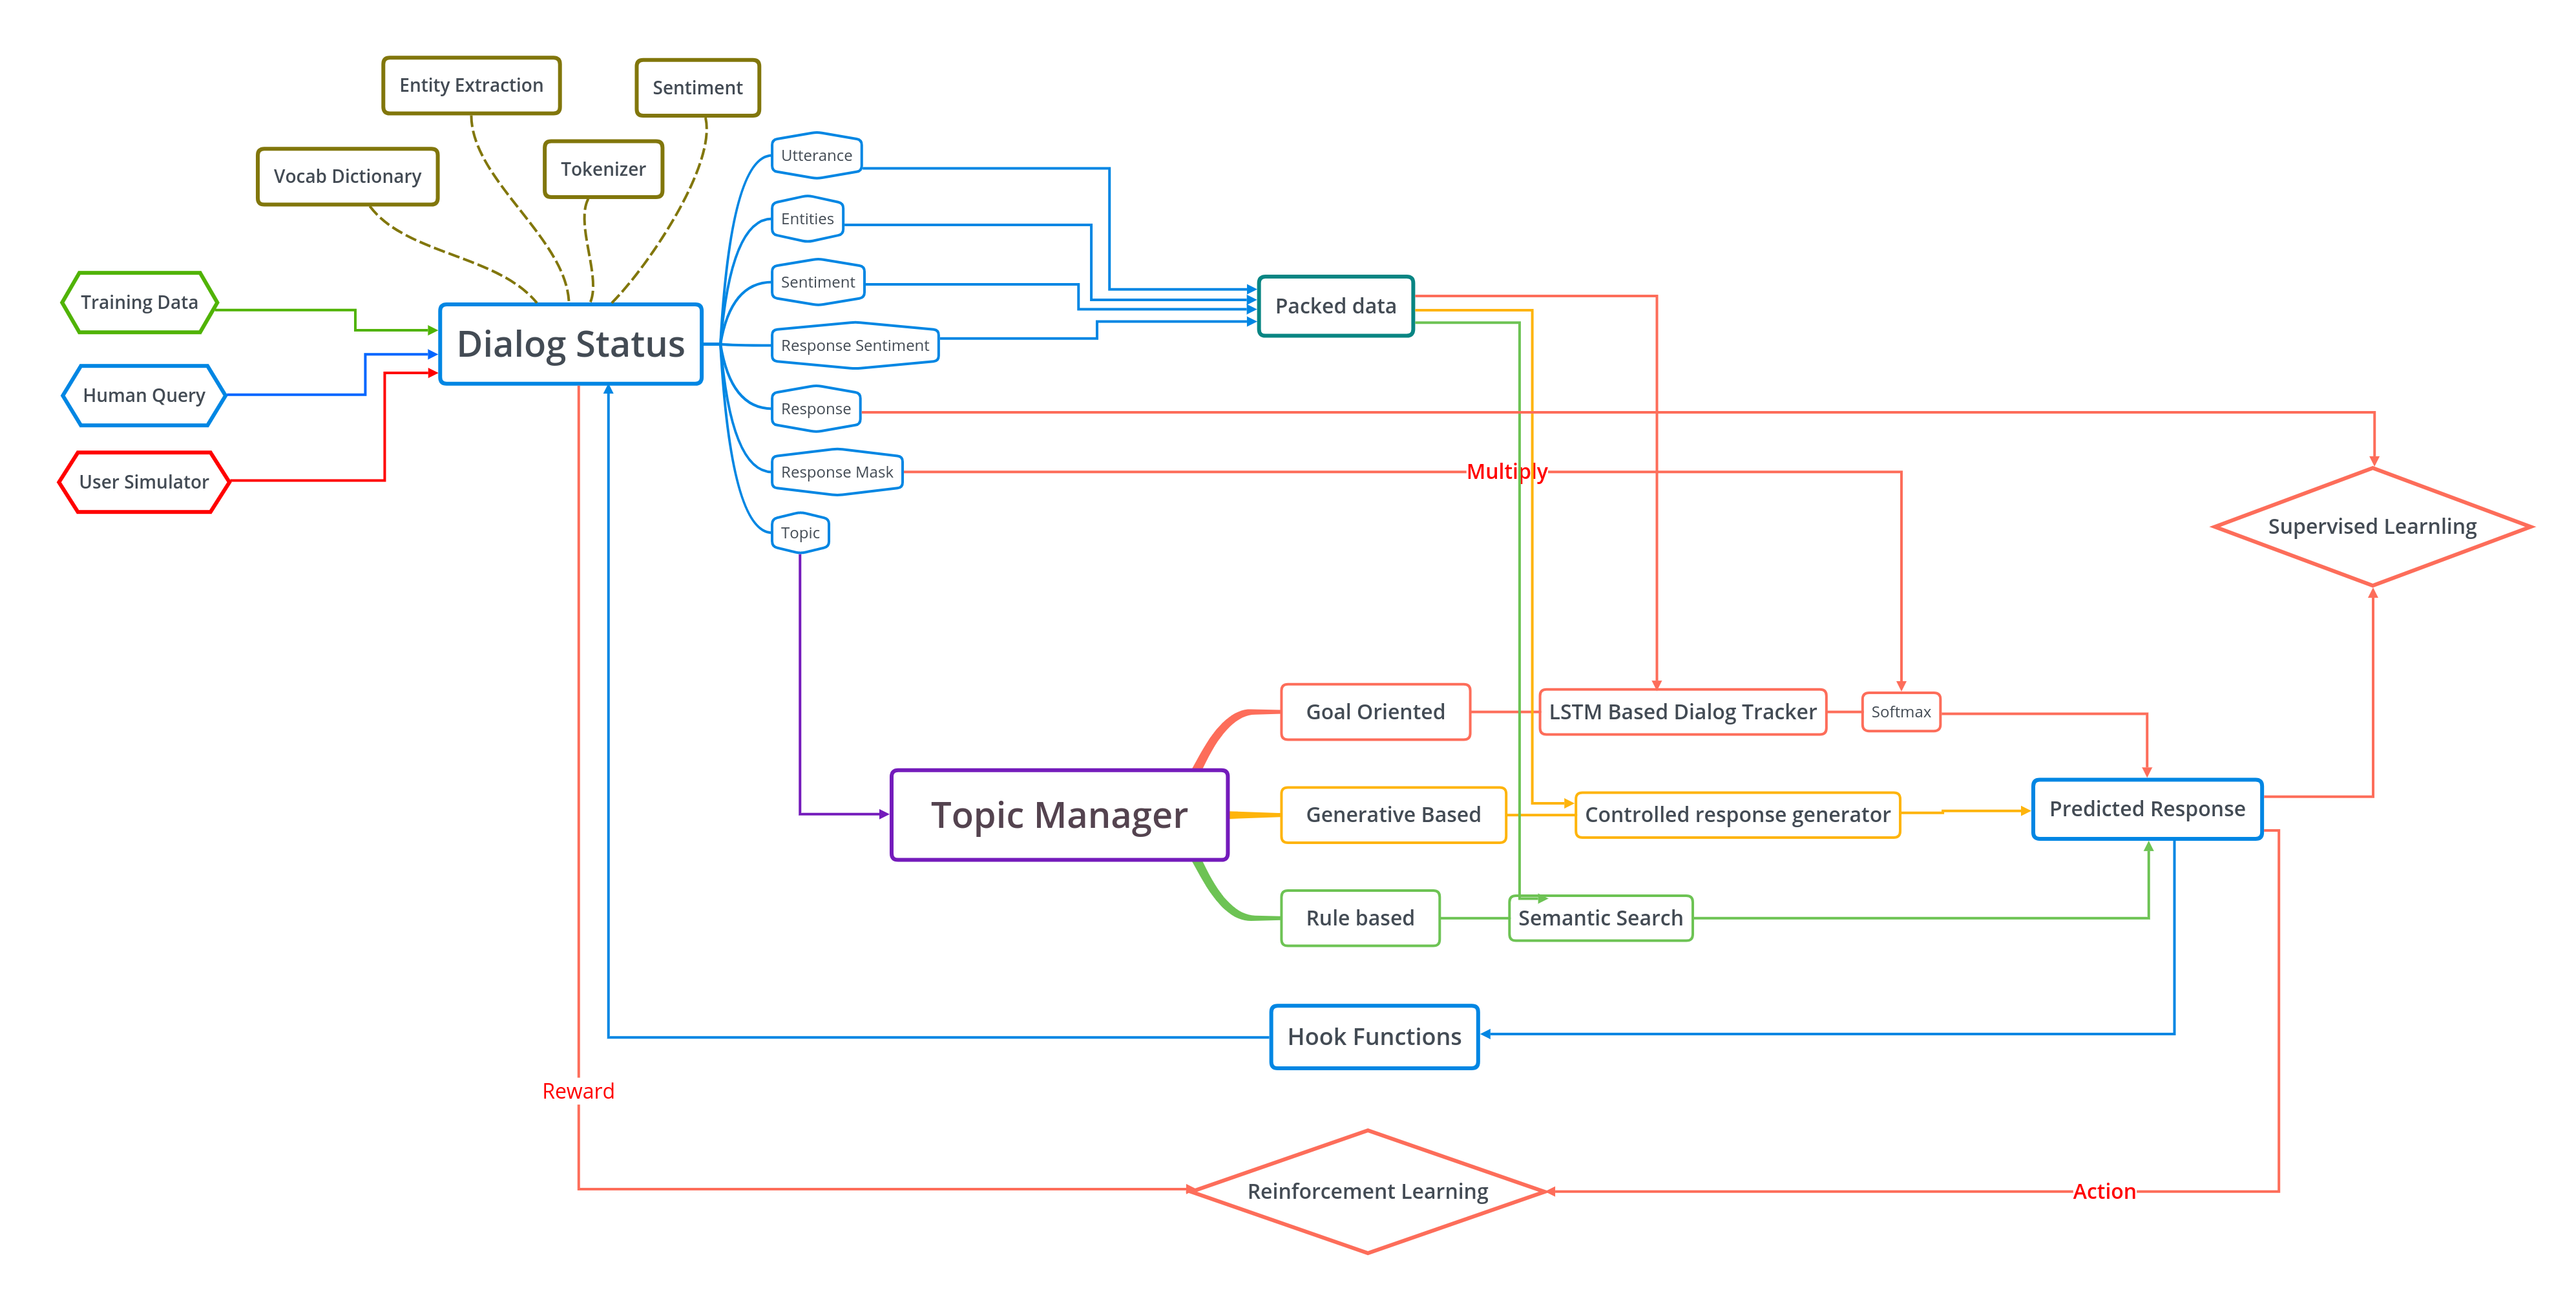 Entity Extraction
Sentiment
Vocab Dictionary
Tokenizer
Utterance
Entities
Sentiment
Training Data
Dialog Status
Packed data
Response Sentiment
Human Query
Response
User Simulator
Response Mask
Multiply
Topic
Supervised Learnling
Goal Oriented
LSTM Based Dialog Tracker
Softmax
Topic Manager
Generative Based
Controlled response generator
Predicted Response
Rule based
Semantic Search
Hook Functions
Reward
Reinforcement Learning
Action